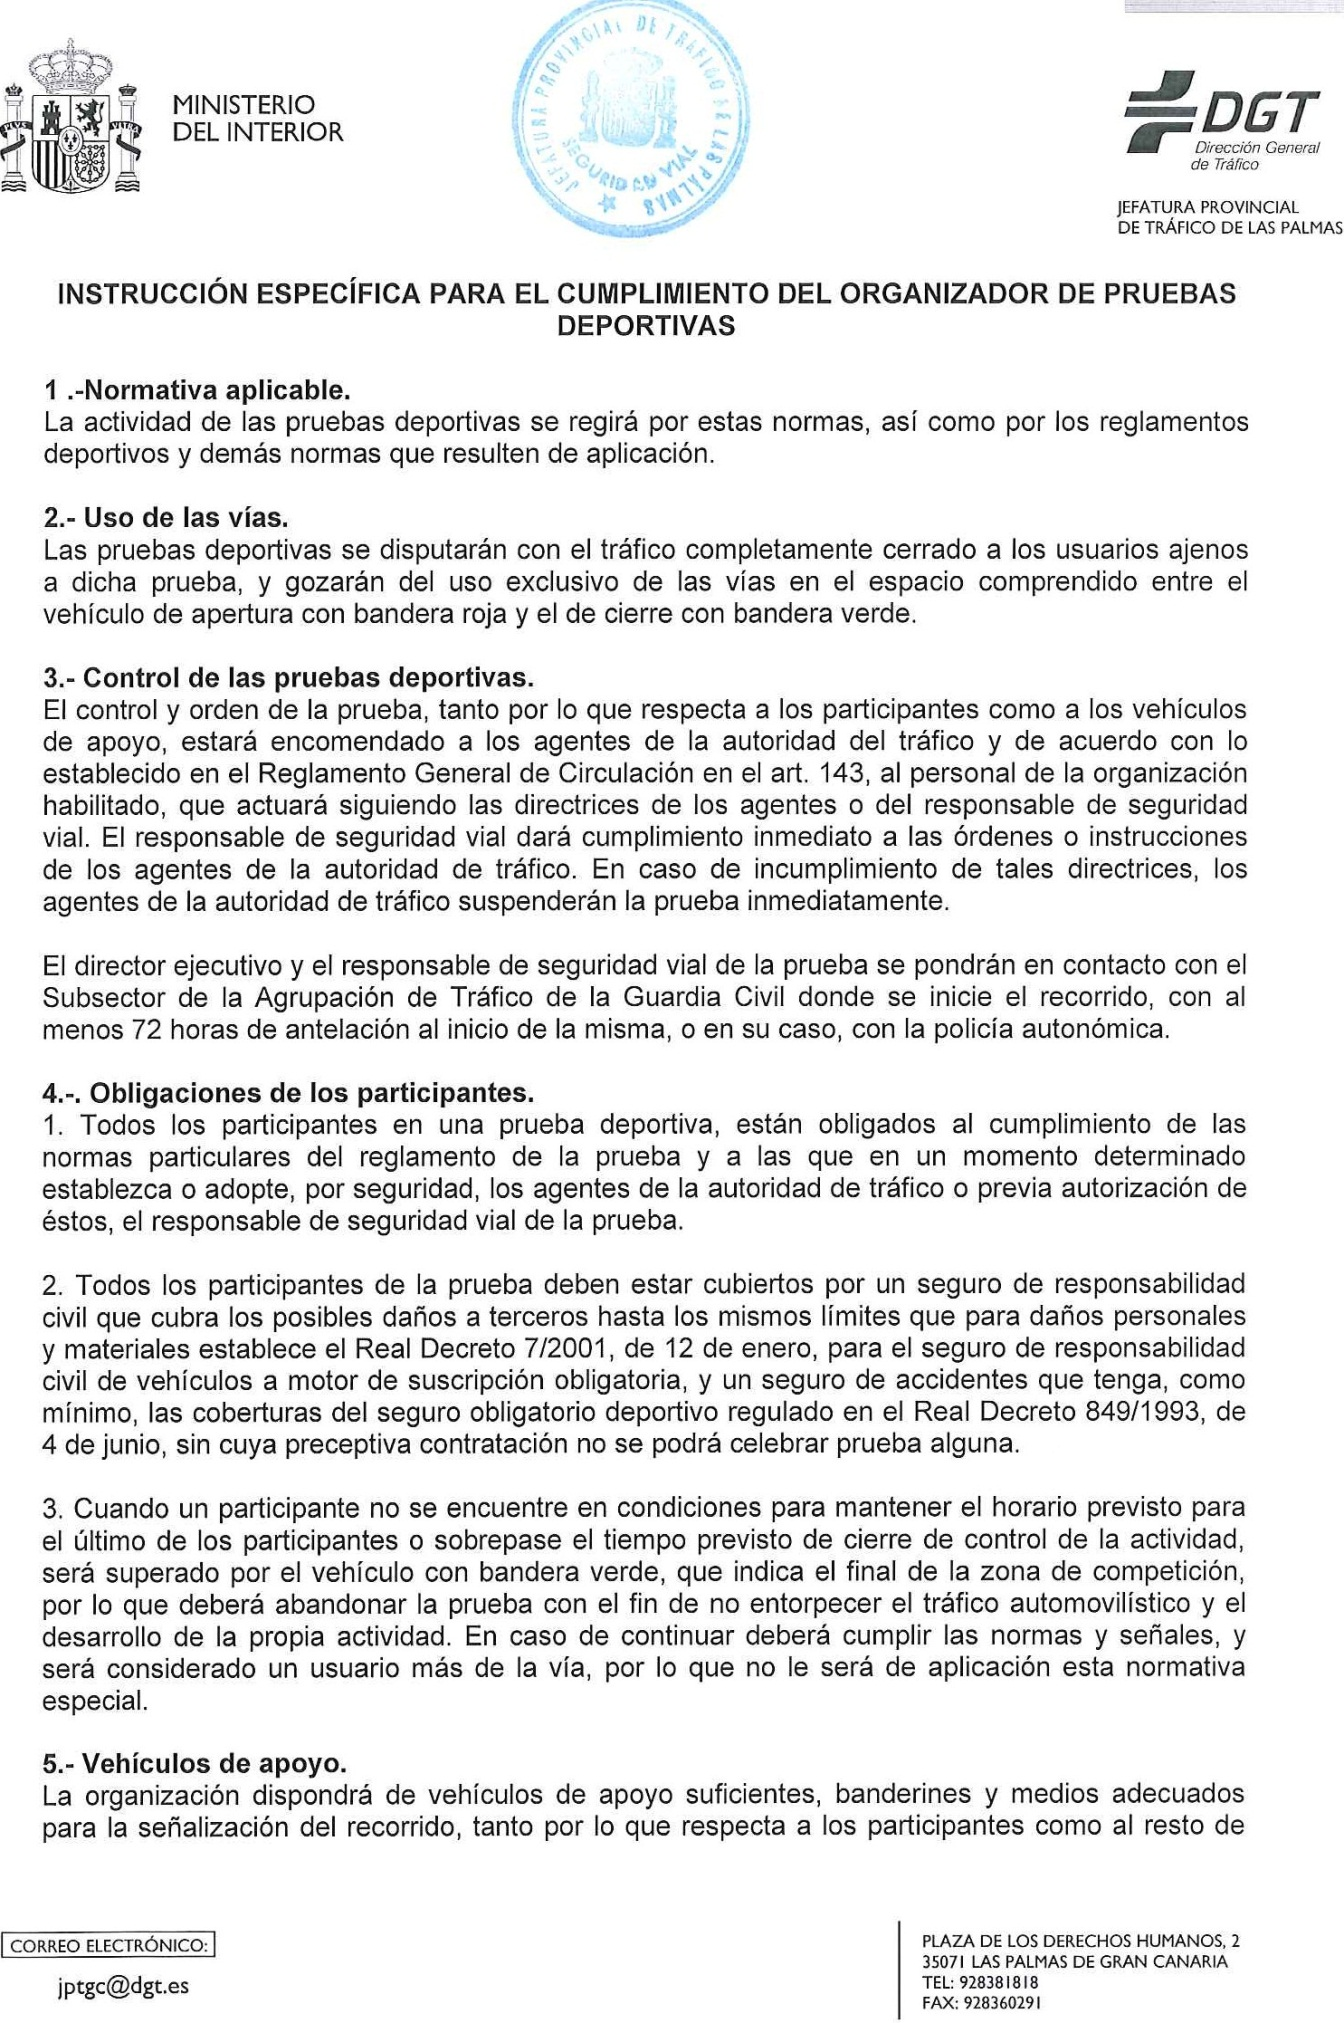 MINISTERIO
DEL INTERIOR
PLVS
VLTRA
JEFATURA PROVINCIAL DE TRAFICO DE LAS PALMAS
SEGURIDAD VIAL
DGT
Dirección General
de Tráfico
JEFATURA PROVINCIAL
DE TRÁFICO DE LAS PALMAS
INSTRUCCIÓN ESPECÍFICA PARA EL CUMPLIMIENTO DEL ORGANIZADOR DE PRUEBAS
DEPORTIVAS
1 .-Normativa aplicable.
La actividad de las pruebas deportivas se regirá por estas normas, así como por los reglamentos
deportivos y demás normas que resulten de aplicación.
2.- Uso de las vías.
Las pruebas deportivas se disputarán con el tráfico completamente cerrado a los usuarios ajenos
a dicha prueba, y gozarán del uso exclusivo de las vías en el espacio comprendido entre el
vehículo de apertura con bandera roja y el de cierre con bandera verde.
3.- Control de las pruebas deportivas.
El control y orden de la prueba, tanto por lo que respecta a los participantes como a los vehículos
de apoyo, estará encomendado a los agentes de la autoridad del tráfico y de acuerdo con lo
establecido en el Reglamento General de Circulación en el art. 143, al personal de la organización
habilitado, que actuará siguiendo las directrices de los agentes o del responsable de seguridad
vial. El responsable de seguridad vial dará cumplimiento inmediato a las órdenes o instrucciones
de los agentes de la autoridad de tráfico. En caso de incumplimiento de tales directrices, los
agentes de la autoridad de tráfico suspenderán la prueba inmediatamente.
El director ejecutivo y el responsable de seguridad vial de la prueba se pondrán en contacto con el
Subsector de la Agrupación de Tráfico de la Guardia Civil donde se inicie el recorrido, con al
menos 72 horas de antelación al inicio de la misma, o en su caso, con la policía autonómica.
4.-. Obligaciones de los participantes.
1. Todos los participantes en una prueba deportiva, están obligados al cumplimiento de las
normas particulares del reglamento de la prueba y a las que en un momento determinado
establezca o adopte, por seguridad, los agentes de la autoridad de tráfico o previa autorización de
éstos, el responsable de seguridad vial de la prueba.
2. Todos los participantes de la prueba deben estar cubiertos por un seguro de responsabilidad
civil que cubra los posibles daños a terceros hasta los mismos límites que para daños personales
y materiales establece el Real Decreto 7/2001, de 12 de enero, para el seguro de responsabilidad
civil de vehículos a motor de suscripción obligatoria, y un seguro de accidentes que tenga, como
mínimo, las coberturas del seguro obligatorio deportivo regulado en el Real Decreto 849/1993, de
4 de junio, sin cuya preceptiva contratación no se podrá celebrar prueba alguna.
3. Cuando un participante no se encuentre en condiciones para mantener el horario previsto para
el último de los participantes o sobrepase el tiempo previsto de cierre de control de la actividad,
será superado por el vehículo con bandera verde, que indica el final de la zona de competición,
por lo que deberá abandonar la prueba con el fin de no entorpecer el tráfico automovilístico y el
desarrollo de la propia actividad. En caso de continuar deberá cumplir las normas y señales, y
será considerado un usuario más de la vía, por lo que no le será de aplicación esta normativa
especial.
5.- Vehículos de apoyo.
La organización dispondrá de vehículos de apoyo suficientes, banderines y medios adecuados
para la señalización del recorrido, tanto por lo que respecta a los participantes como al resto de
CORREO ELECTRÓNICO:
jptgc@dgt.es
PLAZA DE LOS DERECHOS HUMANOS, 2
35071 LAS PALMAS DE GRAN CANARIA
TEL: 928381818
FAX: 928360291